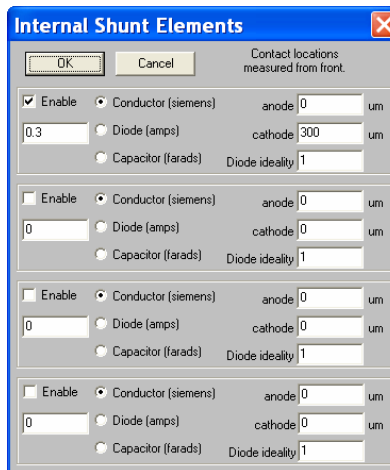 Internal Shunt Elements
OK Cancel Contact locations
measured from front.
Enable Conductor (siemens) anode 0 um
0.3 Diode (amps) cathode 300 um
Capacitor (farads) Diode ideality 1
Enable Conductor (siemens) anode 0 um
0 Diode (amps) cathode 0 um
Capacitor (farads) Diode ideality 1
Enable Conductor (siemens) anode 0 um
0 Diode (amps) cathode 0 um
Capacitor (farads) Diode ideality 1
Enable Conductor (siemens) anode 0 um
0 Diode (amps) cathode 0 um
Capacitor (farads) Diode ideality 1